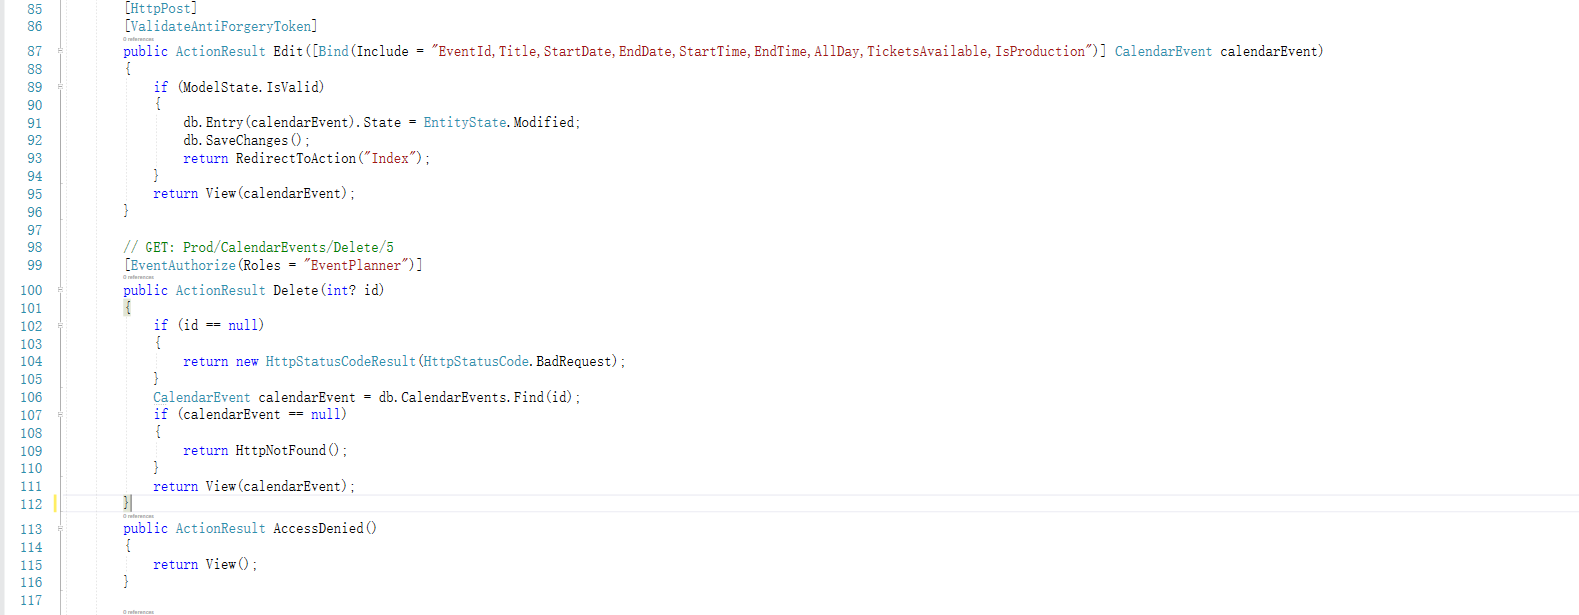 85 [HttpPost]
86 [ValidateAntiForgeryToken]
0 references
87 public ActionResult Edit([Bind(Include = "EventId,Title,StartDate,EndDate,StartTime,EndTime,AllDay,TicketsAvailable,IsProduction")] CalendarEvent calendarEvent)
88 {
89 if (ModelState.IsValid)
90 {
91 db.Entry(calendarEvent).State = EntityState.Modified;
92 db.SaveChanges();
93 return RedirectToAction("Index");
94 }
95 return View(calendarEvent);
96 }
97
98 // GET: Prod/CalendarEvents/Delete/5
99 [EventAuthorize(Roles = "EventPlanner")]
0 references
100 public ActionResult Delete(int? id)
101 {
102 if (id == null)
103 {
104 return new HttpStatusCodeResult(HttpStatusCode.BadRequest);
105 }
106 CalendarEvent calendarEvent = db.CalendarEvents.Find(id);
107 if (calendarEvent == null)
108 {
109 return HttpNotFound();
110 }
111 return View(calendarEvent);
112 }
0 references
113 public ActionResult AccessDenied()
114 {
115 return View();
116 }
117
0 references